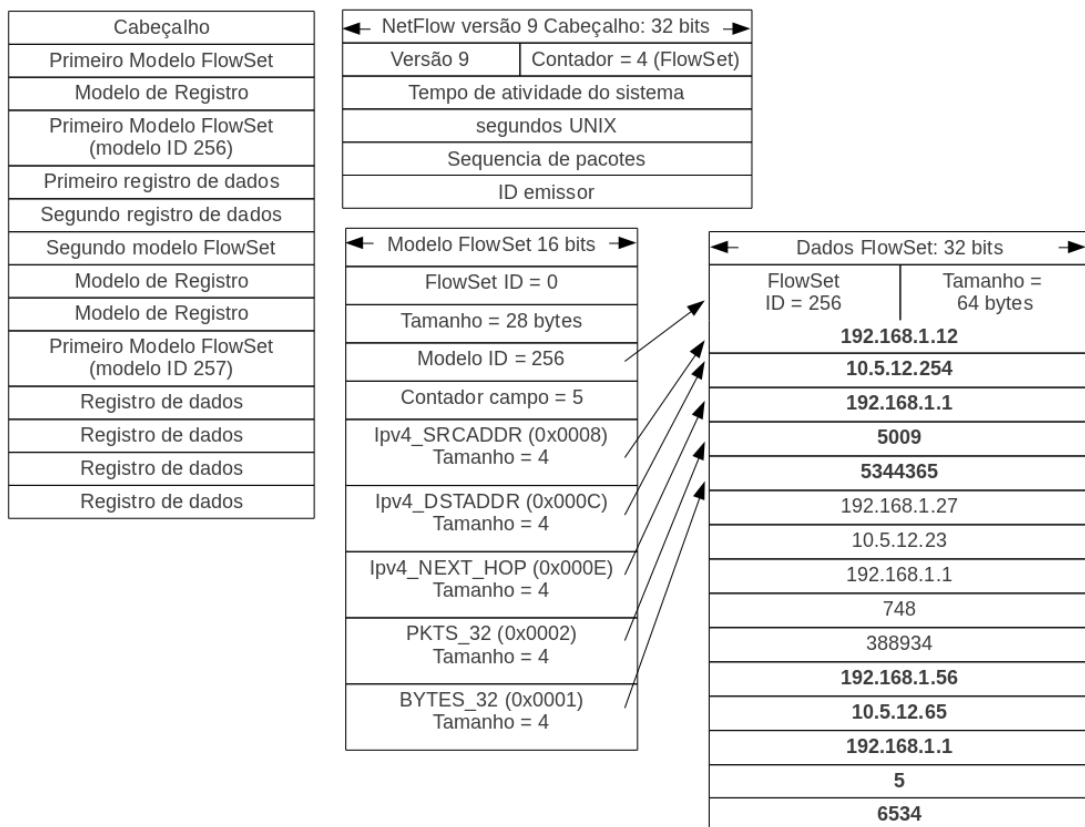 Cabeçalho
Primeiro Modelo FlowSet
Modelo de Registro
Primeiro Modelo FlowSet
(modelo ID 256)
Primeiro registro de dados
Segundo registro de dados
Segundo modelo FlowSet
Modelo de Registro
Modelo de Registro
Primeiro Modelo FlowSet
(modelo ID 257)
Registro de dados
Registro de dados
Registro de dados
Registro de dados
NetFlow versão 9 Cabeçalho: 32 bits
Versão 9
Contador = 4 (FlowSet)
Tempo de atividade do sistema
segundos UNIX
Sequencia de pacotes
ID emissor
Modelo FlowSet 16 bits
FlowSet ID = 0
Tamanho = 28 bytes
Modelo ID = 256
Contador campo = 5
Ipv4_SRCADDR (0x0008)
Tamanho = 4
Ipv4_DSTADDR (0x000C)
Tamanho = 4
Ipv4_NEXT_HOP (0x000E)
Tamanho = 4
PKTS_32 (0x0002)
Tamanho = 4
BYTES_32 (0x0001)
Tamanho = 4
Dados FlowSet: 32 bits
FlowSet
ID = 256
Tamanho =
64 bytes
192.168.1.12
10.5.12.254
192.168.1.1
5009
5344365
192.168.1.27
10.5.12.23
192.168.1.1
748
388934
192.168.1.56
10.5.12.65
192.168.1.1
5
6534